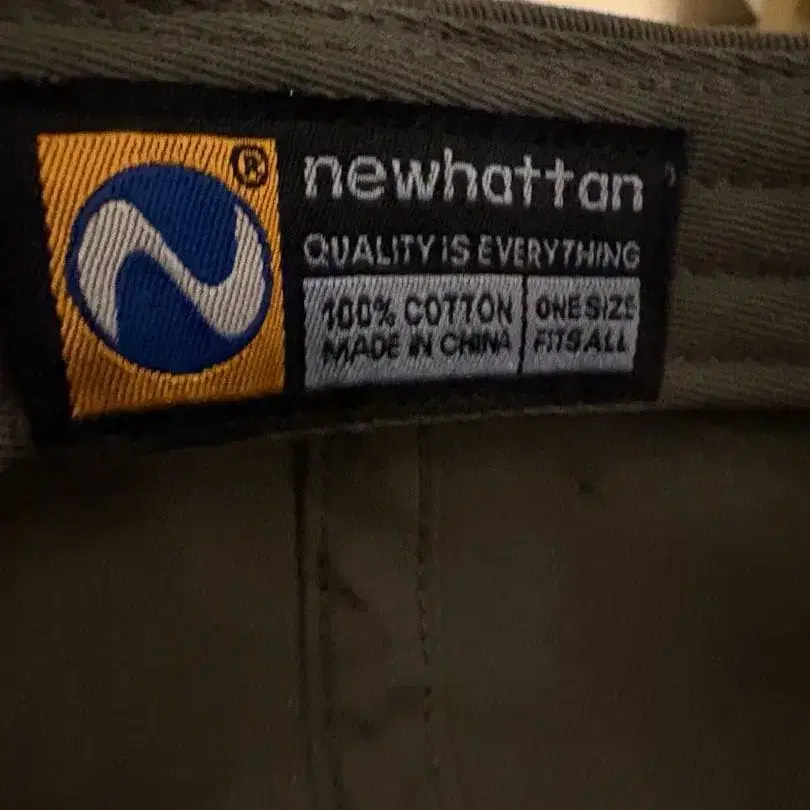 ®
newhattan
QUALITY IS EVERYTHING
100% COTTON
MADE IN CHINA
ONE SIZE
FITS ALL